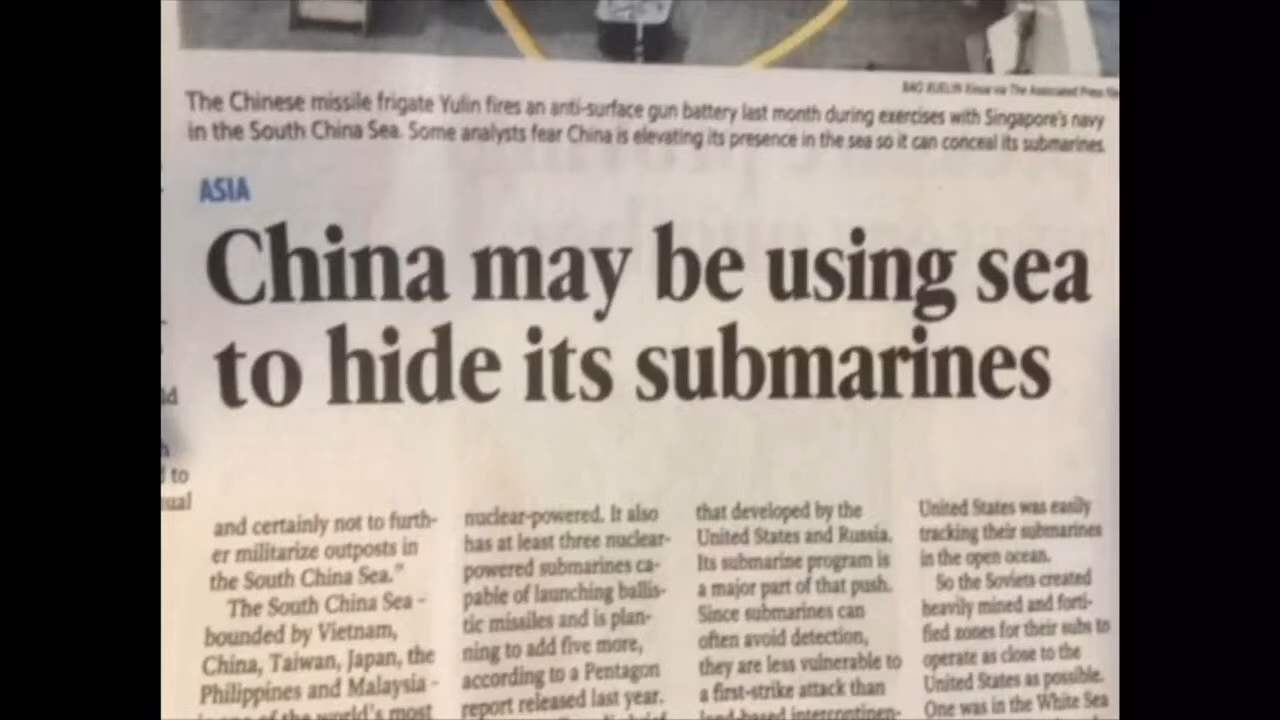 The Chinese missile frigate Yulin fires an anti-surface gun battery last month during exercises with Singapore's navy
in the South China Sea. Some analysts fear China is elevating its presence in the sea so it can conceal its submarines.
ASIA
China may be using sea
to hide its submarines
to
and certainly not to furth-
er militarize outposts in
the South China Sea."
The South China Sea -
bounded by Vietnam,
China, Taiwan, Japan, the
Philippines and Malaysia -
of the world's most
nuclear-powered. It also
has at least three nuclear-
powered submarines ca-
pable of launching ballis-
tic missiles and is plan-
ning to add five more,
according to a Pentagon
report released last year.
that developed by the
United States and Russia.
Its submarine program is
a major part of that push.
Since submarines can
often avoid detection,
they are less vulnerable to
a first-strike attack than
United States was easily
tracking their submarines
in the open ocean.
So the Soviets created
heavily mined and forti-
fied zones for their subs to
operate as close to the
United States as possible.
One was in the White Sea